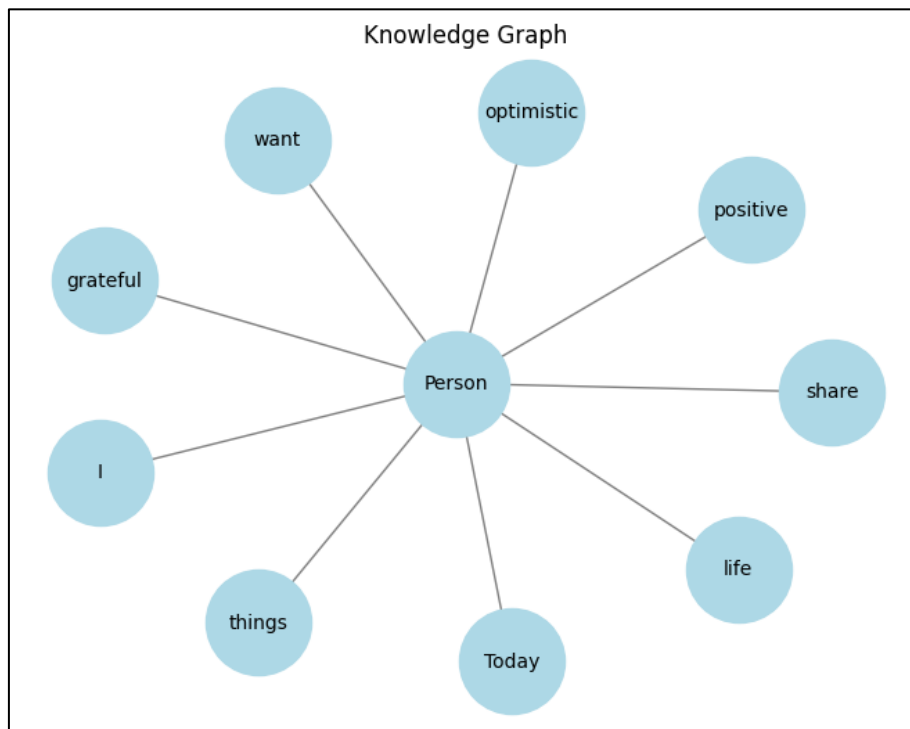 Knowledge Graph
optimistic
want
positive
grateful
Person
share
I
life
things
Today